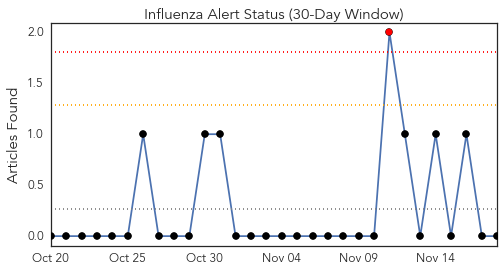 Influenza Alert Status (30-Day Window)
2.0
1.5
1.0
0.5
0.0
Articles Found
Oct 20 Oct 25 Oct 30 Nov 04 Nov 09 Nov 14